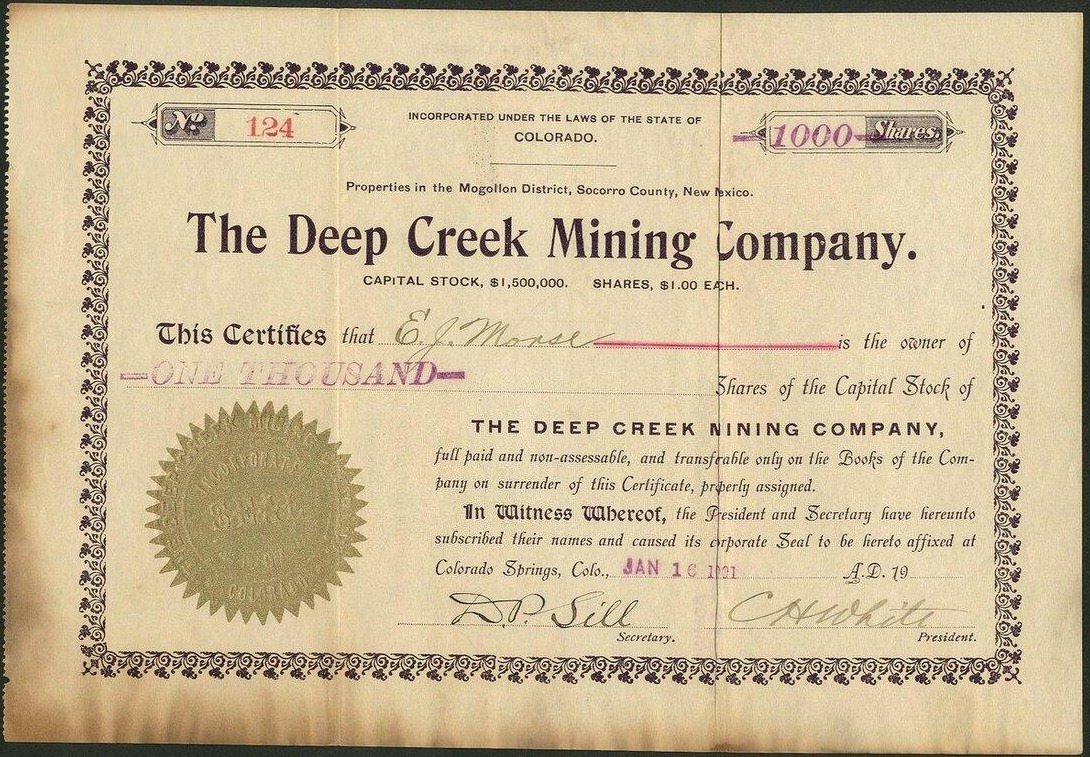 No. 124
INCORPORATED UNDER THE LAWS OF THE STATE OF
COLORADO.
1000 Shares.
Properties in the Mogollon District, Socorro County, New Mexico.
The Deep Creek Mining Company.
CAPITAL STOCK, $1,500,000. SHARES, $1.00 EACH.
This Certifies that E.J. Morse is the owner of
ONE THOUSAND Shares of the Capital Stock of
THE DEEP CREEK MINING COMPANY,
full paid and non-assessable, and transferable only on the Books of the Com-
pany on surrender of this Certificate, properly assigned.
In Witness Whereof, the President and Secretary have hereunto
subscribed their names and caused its corporate Seal to be hereto affixed at
Colorado Springs, Colo., JAN 16 1901 A.D. 19
D.P. Sill C H White
Secretary. President.
INCORPORATED
COLORADO